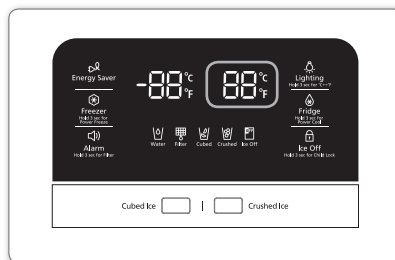 Energy Saver
-88°C °F
88°C °F
Lighting
Hold 3 sec for °C↔°F
Freezer
Hold 3 sec for
Power Freeze
Fridge
Hold 3 sec for
Power Cool
Alarm
Hold 3 sec for Filter
Water
Filter
Cubed
Crushed
Ice Off
Ice Off
Hold 3 sec for Child Lock
Cubed Ice
Crushed Ice